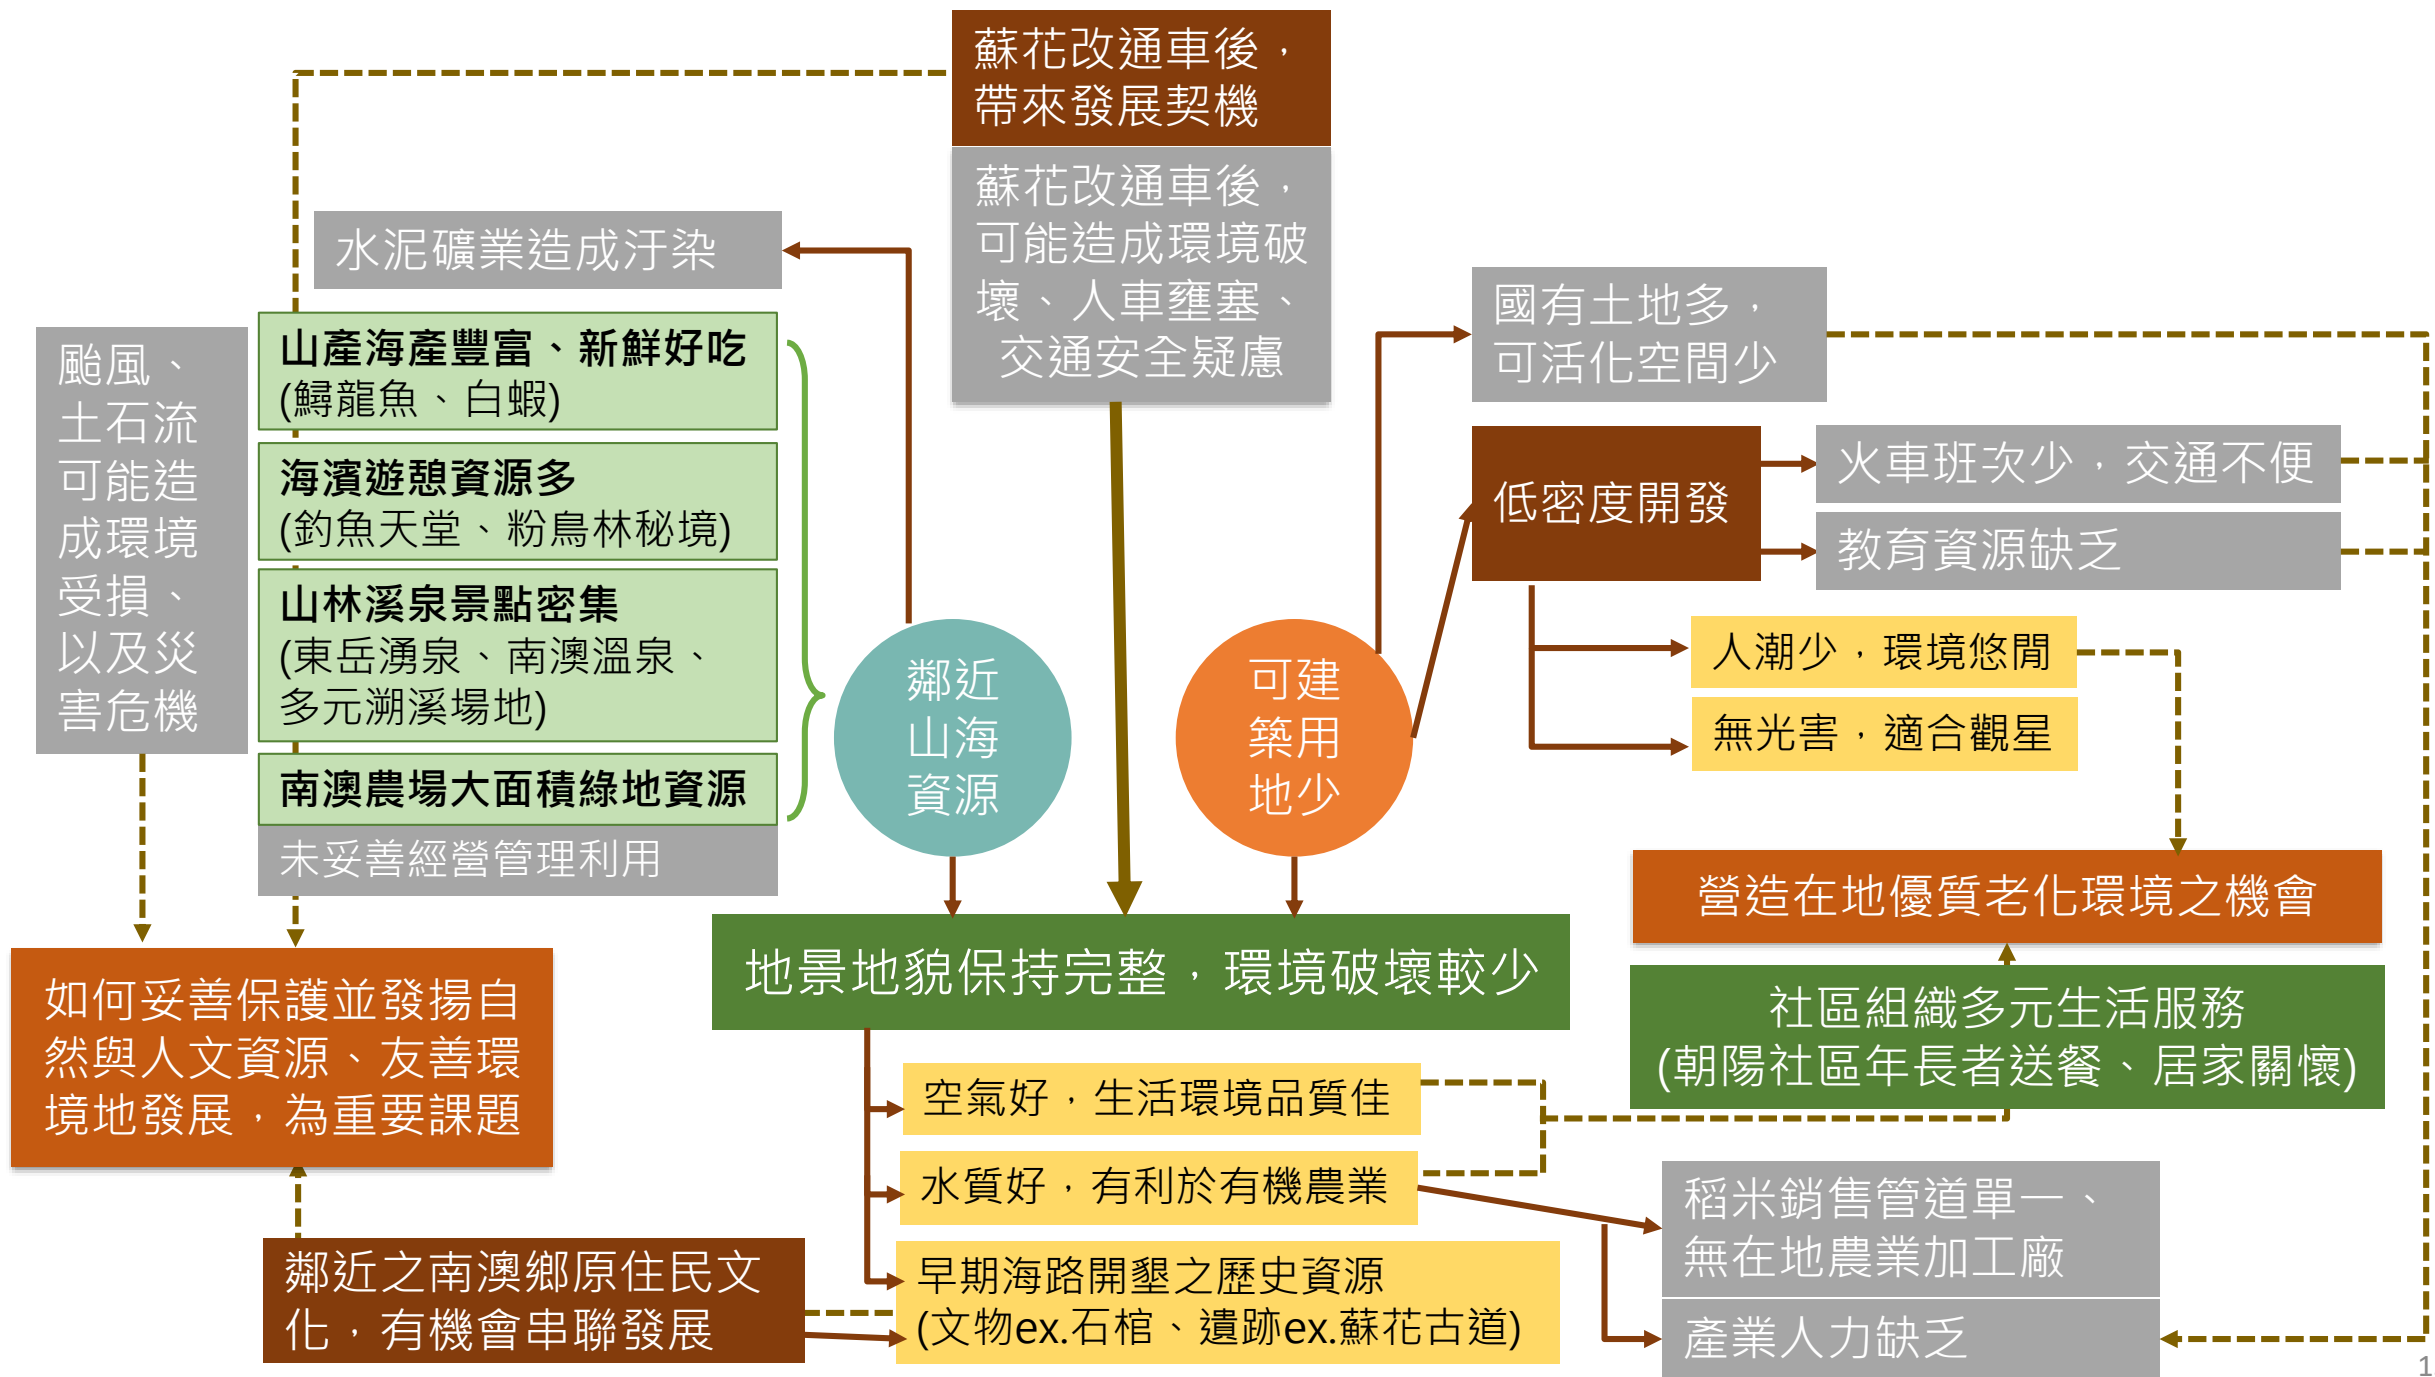 蘇花改通車後，
帶來發展契機
蘇花改通車後，
可能造成環境破
壞、人車壅塞、
交通安全疑慮
水泥礦業造成汙染
國有土地多，
可活化空間少
颱風、
土石流
可能造
成環境
受損、
以及災
害危機
山產海產豐富、新鮮好吃
(鱘龍魚、白蝦)
海濱遊憩資源多
(釣魚天堂、粉鳥林秘境)
山林溪泉景點密集
(東岳湧泉、南澳溫泉、
多元溯溪場地)
南澳農場大面積綠地資源
未妥善經營管理利用
鄰近
山海
資源
可建
築用
地少
低密度開發
火車班次少，交通不便
教育資源缺乏
人潮少，環境悠閒
無光害，適合觀星
營造在地優質老化環境之機會
社區組織多元生活服務
(朝陽社區年長者送餐、居家關懷)
地景地貌保持完整，環境破壞較少
如何妥善保護並發揚自
然與人文資源、友善環
境地發展，為重要課題
空氣好，生活環境品質佳
水質好，有利於有機農業
早期海路開墾之歷史資源
(文物ex.石棺、遺跡ex.蘇花古道)
鄰近之南澳鄉原住民文
化，有機會串聯發展
稻米銷售管道單一、
無在地農業加工廠
產業人力缺乏
1